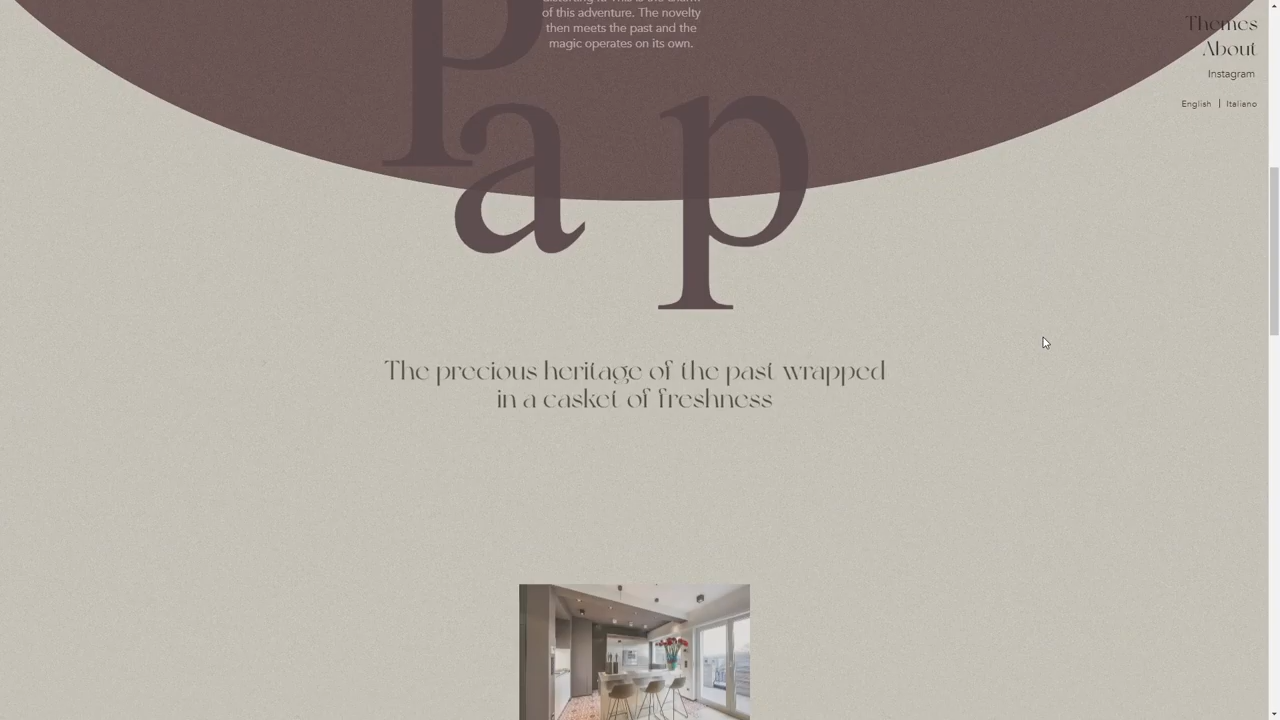 of this adventure. The novelty
then meets the past and the
magic operates on its own.
Themes
About
Instagram
English | Italiano
P
a p
The precious heritage of the past wrapped
in a casket of freshness